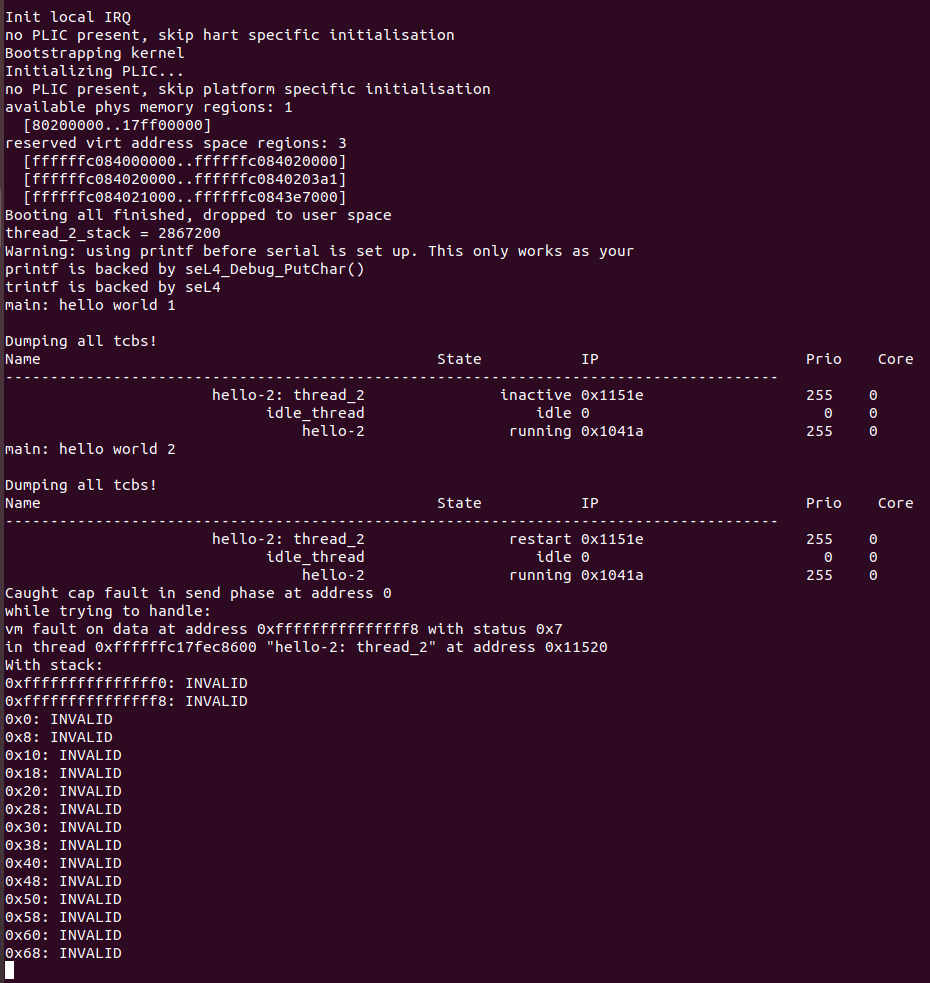 Init local IRQ
no PLIC present, skip hart specific initialisation
Bootstrapping kernel
Initializing PLIC...
no PLIC present, skip platform specific initialisation
available phys memory regions: 1
  [80200000..17ff00000]
reserved virt address space regions: 3
  [ffffffc084000000..ffffffc084020000]
  [ffffffc084020000..ffffffc0840203a1]
  [ffffffc084021000..ffffffc0843e7000]
Booting all finished, dropped to user space
thread_2_stack = 2867200
Warning: using printf before serial is set up. This only works as your
printf is backed by seL4_Debug_PutChar()
trintf is backed by seL4
main: hello world 1

Dumping all tcbs!
Name                                            State           IP                       Prio    Core
--------------------------------------------------------------------------------------
                       hello-2: thread_2               inactive 0x1151e                  255    0
                             idle_thread                   idle 0                          0    0
                                 hello-2                running 0x1041a                  255    0
main: hello world 2

Dumping all tcbs!
Name                                            State           IP                       Prio    Core
--------------------------------------------------------------------------------------
                       hello-2: thread_2                restart 0x1151e                  255    0
                             idle_thread                   idle 0                          0    0
                                 hello-2                running 0x1041a                  255    0
Caught cap fault in send phase at address 0
while trying to handle:
vm fault on data at address 0xfffffffffffffff8 with status 0x7
in thread 0xffffffc17fec8600 "hello-2: thread_2" at address 0x11520
With stack:
0xfffffffffffffff0: INVALID
0xfffffffffffffff8: INVALID
0x0: INVALID
0x8: INVALID
0x10: INVALID
0x18: INVALID
0x20: INVALID
0x28: INVALID
0x30: INVALID
0x38: INVALID
0x40: INVALID
0x48: INVALID
0x50: INVALID
0x58: INVALID
0x60: INVALID
0x68: INVALID